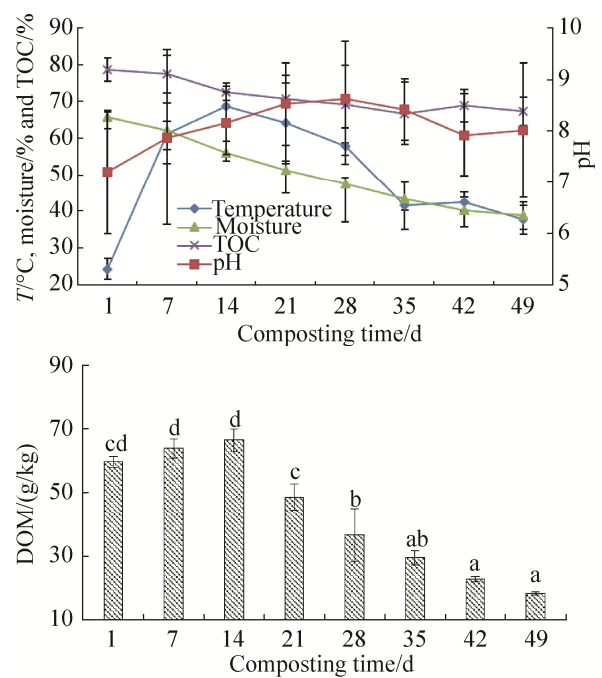 T/°C, moisture/% and TOC/%
90
80
70
60
50
40
30
20
10
9
8
7
6
5
pH
Temperature
Moisture
TOC
pH
1 7 14 21 28 35 42 49
Composting time/d
DOM/(g/kg)
90
70
50
30
10
cd d d c b ab a a
1 7 14 21 28 35 42 49
Composting time/d